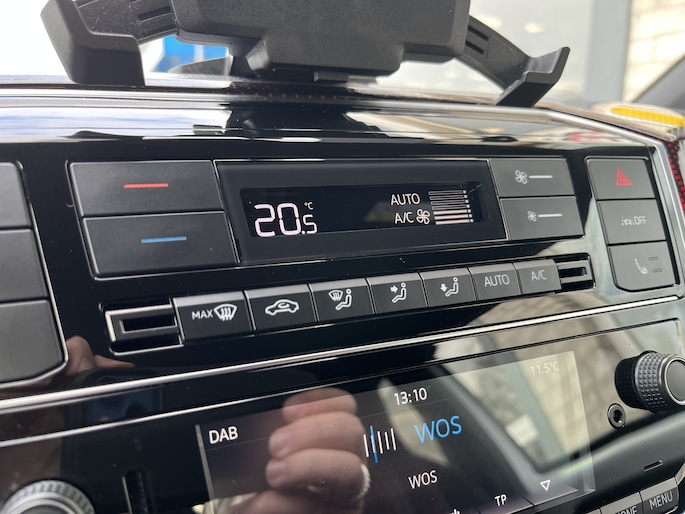 20.5 °C
AUTO
A/C
OFF
MAX
AUTO
A/C
13:10
11.5°C
DAB
WOS
WOS
TP
MENU